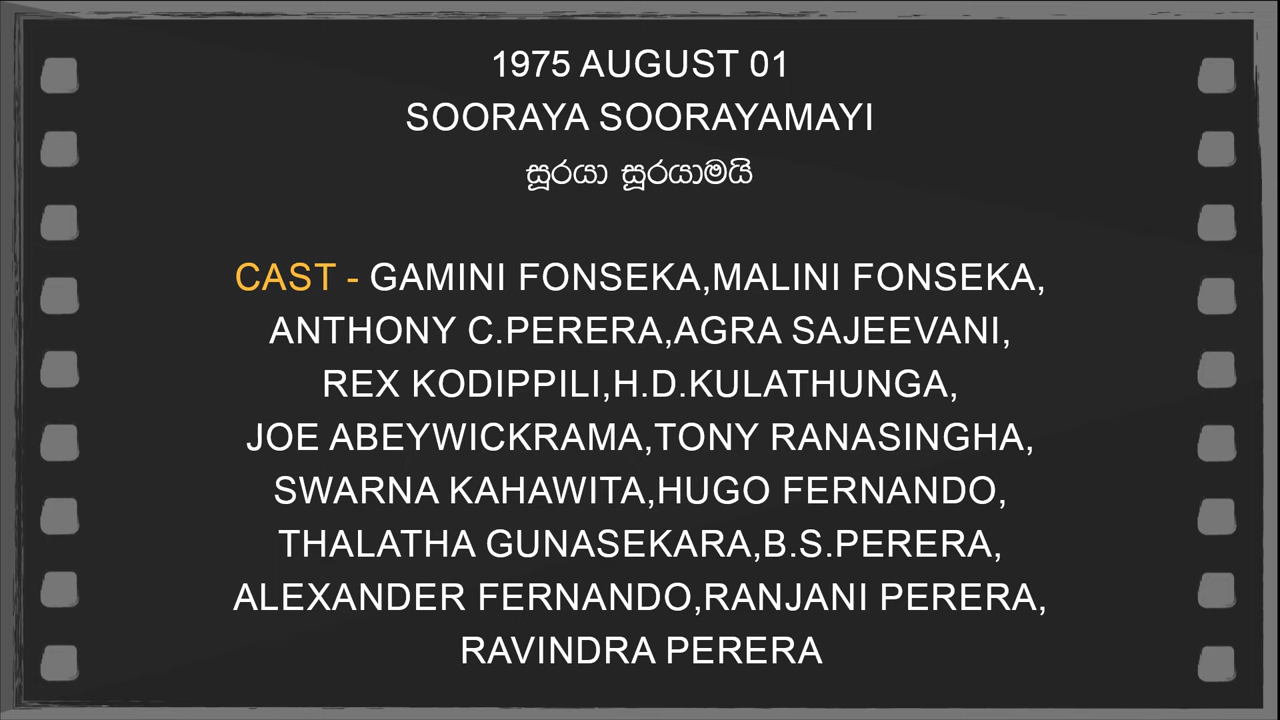 1975 AUGUST 01
SOORAYA SOORAYAMAYI
සූරයා සූරයාමයි
CAST - GAMINI FONSEKA,MALINI FONSEKA,
ANTHONY C.PERERA,AGRA SAJEEVANI,
REX KODIPPILI,H.D.KULATHUNGA,
JOE ABEYWICKRAMA,TONY RANASINGHA,
SWARNA KAHAWITA,HUGO FERNANDO,
THALATHA GUNASEKARA,B.S.PERERA,
ALEXANDER FERNANDO,RANJANI PERERA,
RAVINDRA PERERA